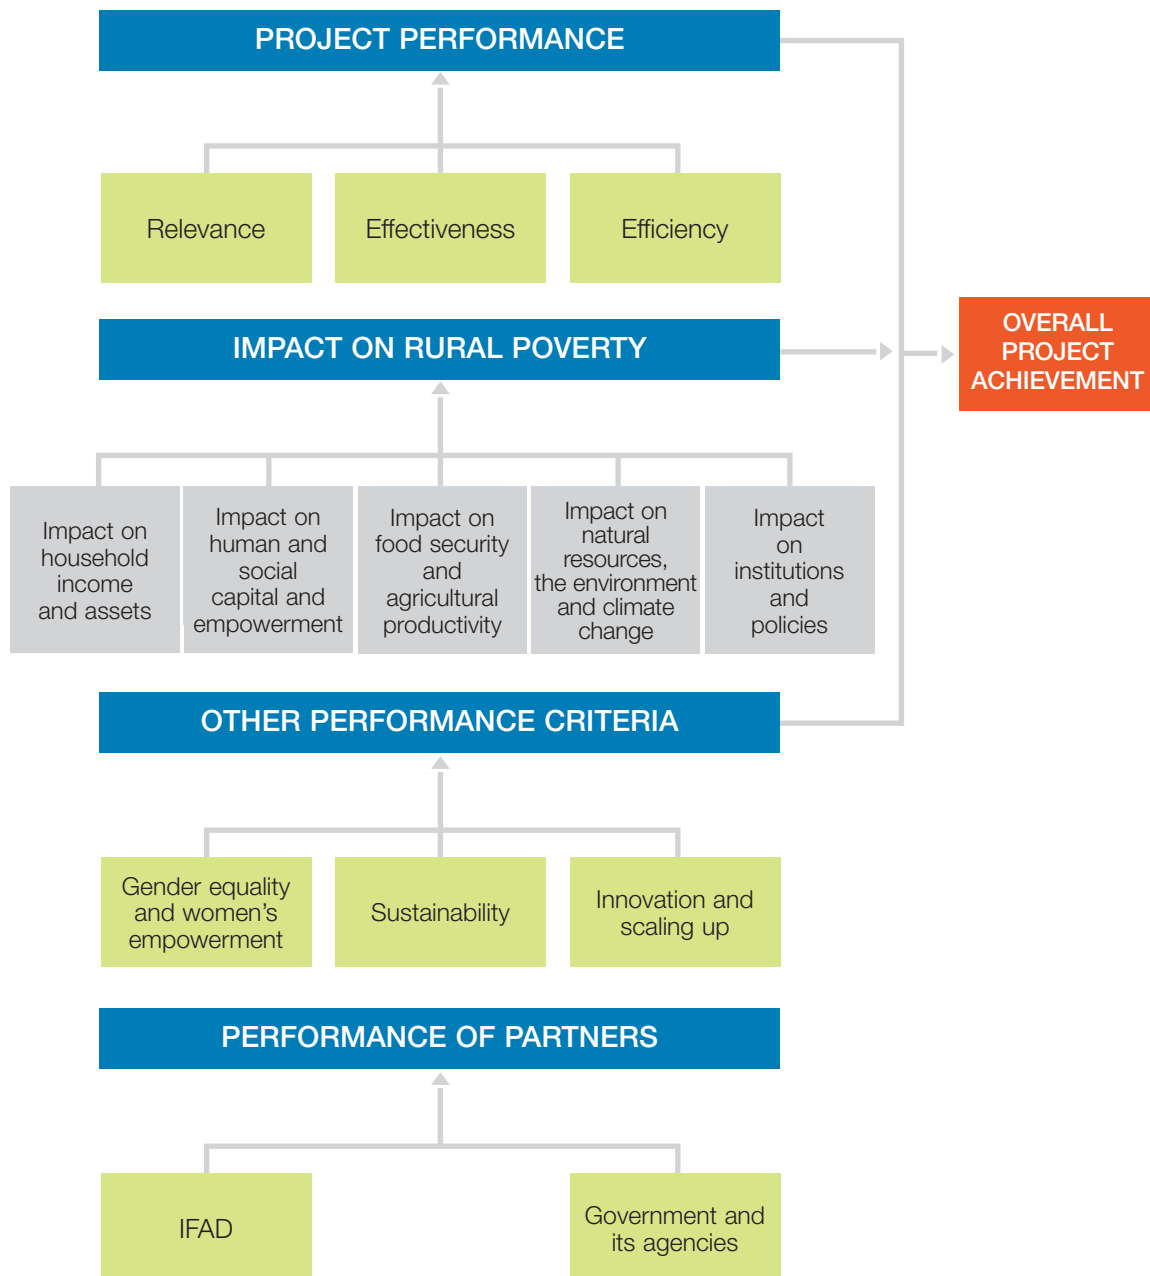 PROJECT PERFORMANCE
Relevance
Effectiveness
Efficiency
IMPACT ON RURAL POVERTY
OVERALL
PROJECT
ACHIEVEMENT
Impact on
household
income
and assets
Impact on
human and
social
capital and
empowerment
Impact on
food security
and
agricultural
productivity
Impact on
natural
resources,
the environment
and climate
change
Impact
on
institutions
and
policies
OTHER PERFORMANCE CRITERIA
Gender equality
and women's
empowerment
Sustainability
Innovation and
scaling up
PERFORMANCE OF PARTNERS
IFAD
Government and
its agencies